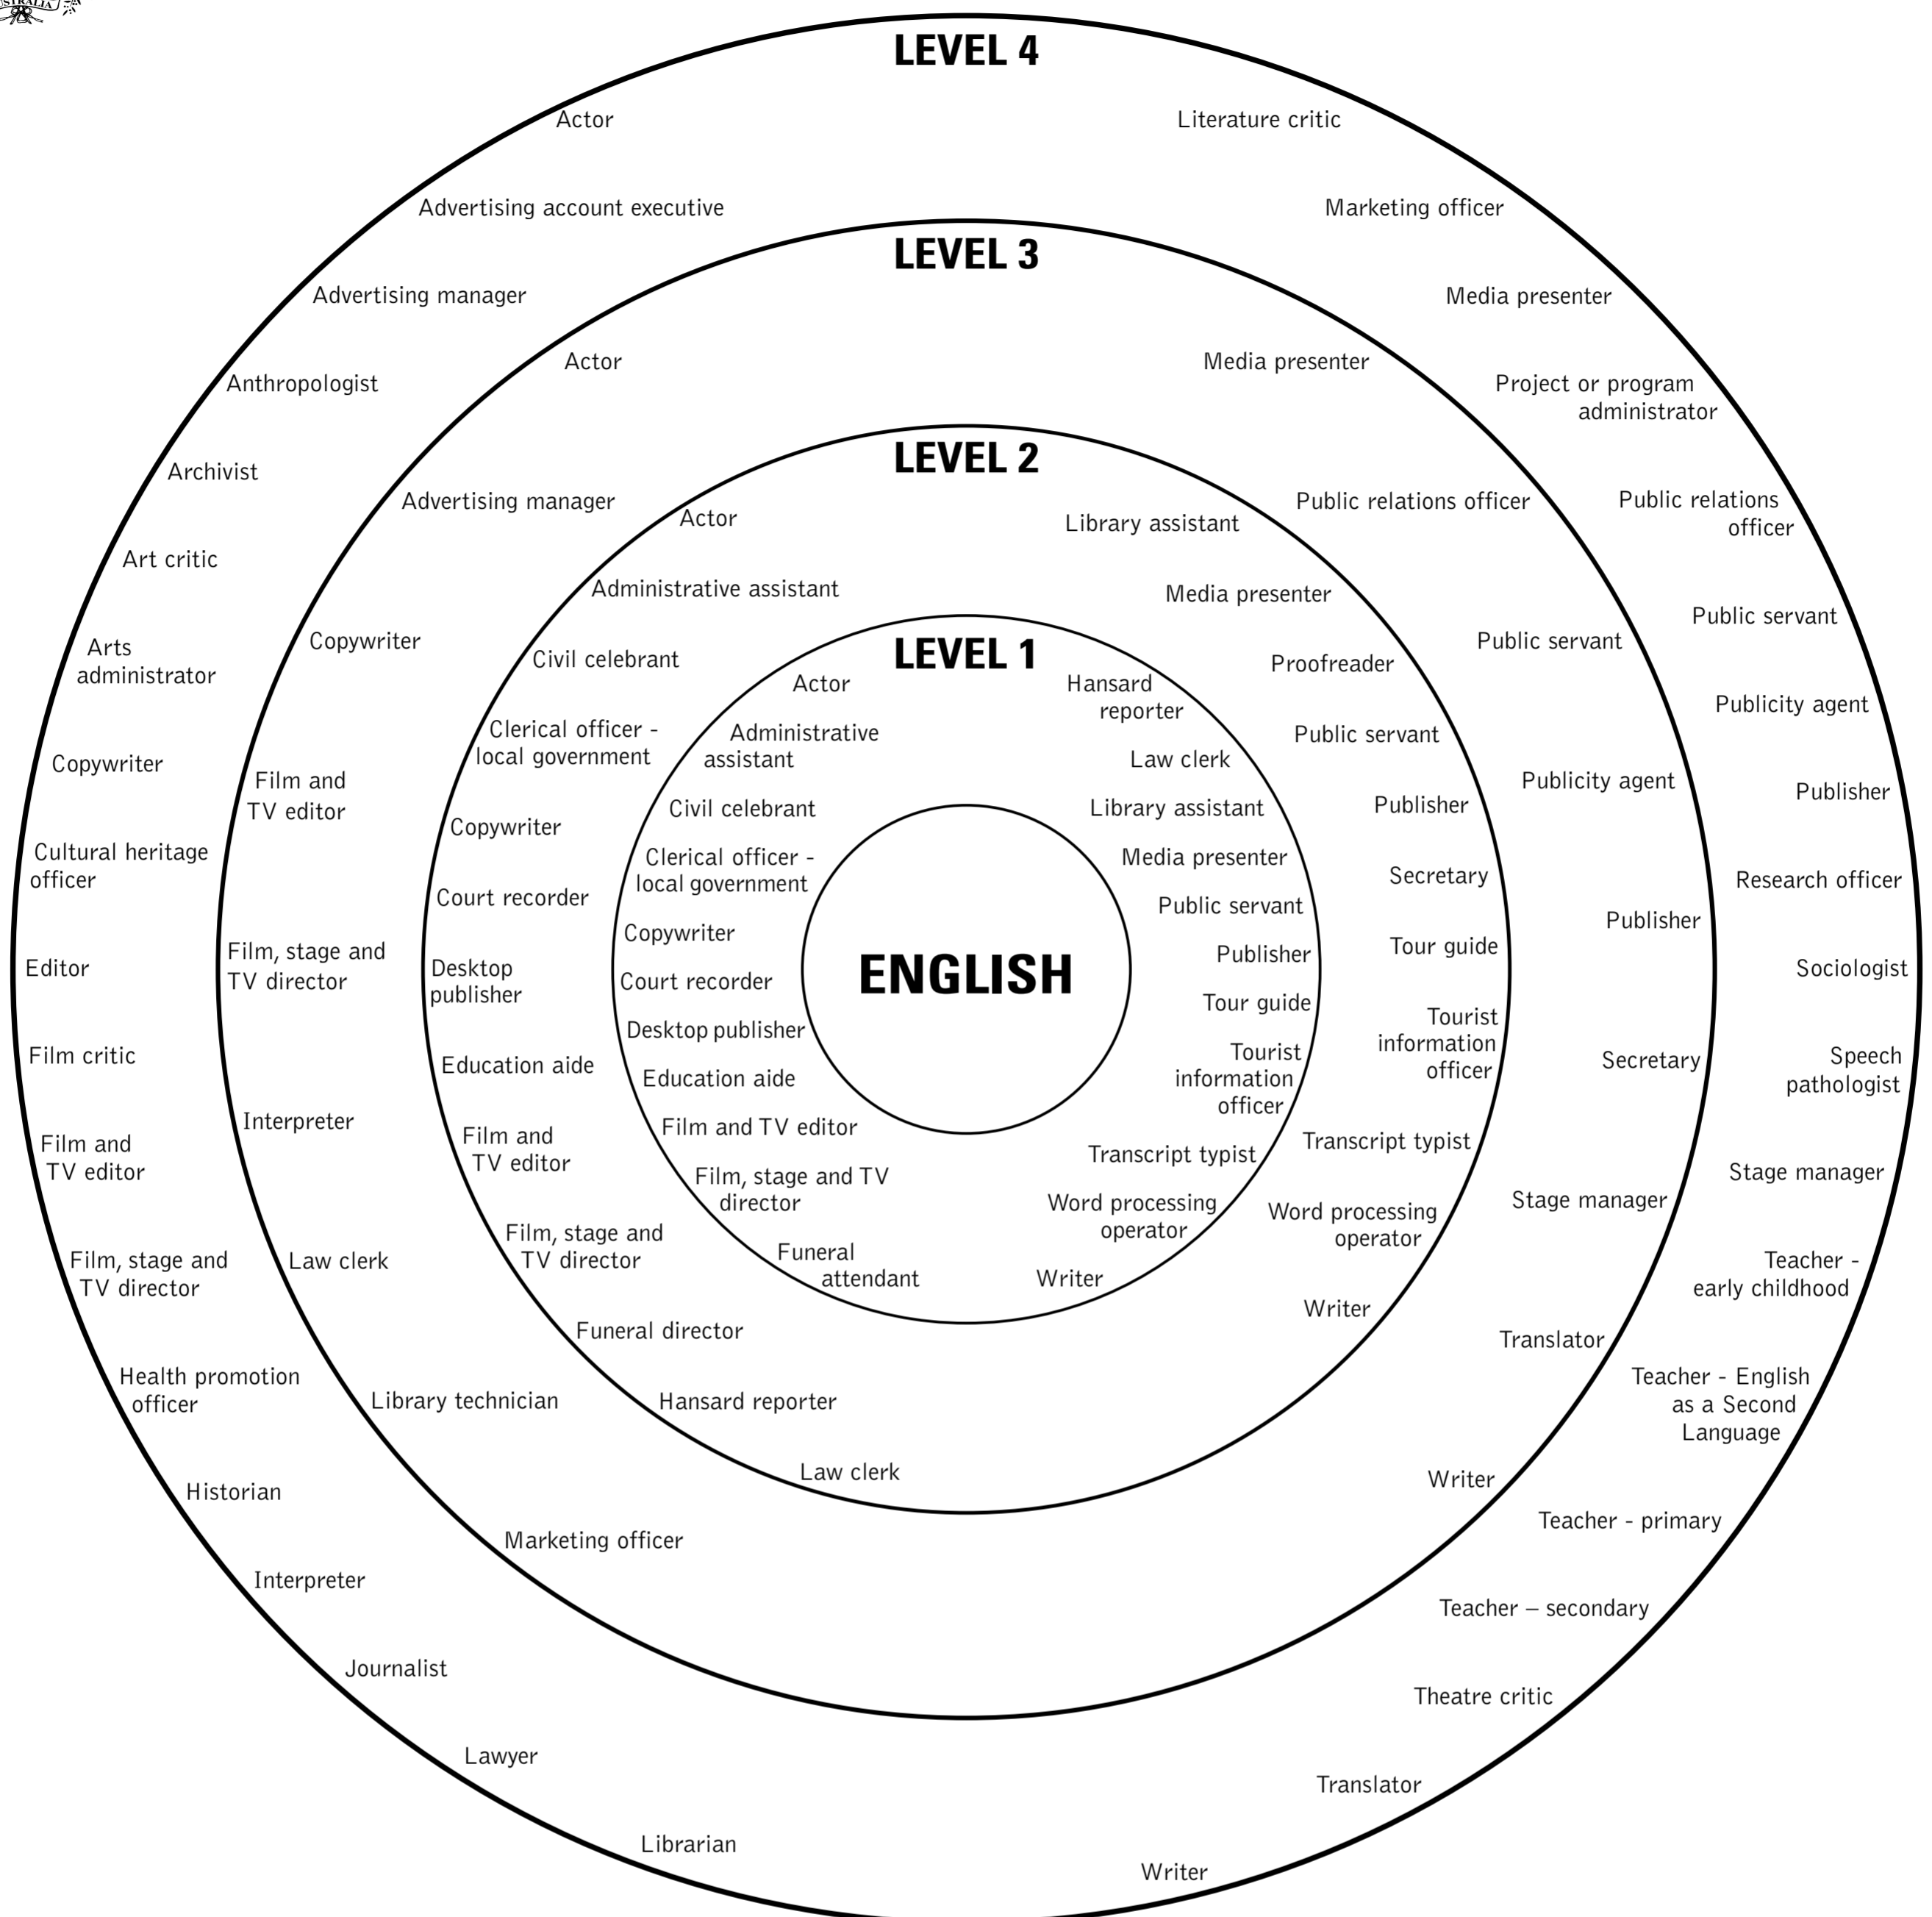 USTRALIA
LEVEL 4
Actor
Advertising account executive
Advertising manager
Anthropologist
Archivist
Art critic
Arts
administrator
Copywriter
Cultural heritage
officer
Editor
Film critic
Film and
TV editor
Film, stage and
TV director
Health promotion
officer
Historian
Interpreter
Journalist
Lawyer
Librarian
Literature critic
Marketing officer
Media presenter
Project or program
administrator
Public relations
officer
Public servant
Publicity agent
Publisher
Research officer
Sociologist
Speech
pathologist
Stage manager
Teacher -
early childhood
Teacher - English
as a Second
Language
Teacher - primary
Teacher – secondary
Theatre critic
Translator
Writer
LEVEL 3
Actor
Advertising manager
Copywriter
Film and
TV editor
Film, stage and
TV director
Interpreter
Law clerk
Library technician
Marketing officer
Media presenter
Public relations officer
Public servant
Publicity agent
Publisher
Secretary
Stage manager
Translator
Writer
LEVEL 2
Actor
Administrative assistant
Civil celebrant
Clerical officer -
local government
Copywriter
Court recorder
Desktop
publisher
Education aide
Film and
TV editor
Film, stage and
TV director
Funeral director
Hansard reporter
Law clerk
Library assistant
Media presenter
Proofreader
Public servant
Publisher
Secretary
Tour guide
Tourist
information
officer
Transcript typist
Word processing
operator
Writer
LEVEL 1
Actor
Administrative
assistant
Civil celebrant
Clerical officer -
local government
Copywriter
Court recorder
Desktop publisher
Education aide
Film and TV editor
Film, stage and TV
director
Funeral
attendant
Hansard
reporter
Law clerk
Library assistant
Media presenter
Public servant
Publisher
Tour guide
Tourist
information
officer
Transcript typist
Word processing
operator
Writer
ENGLISH